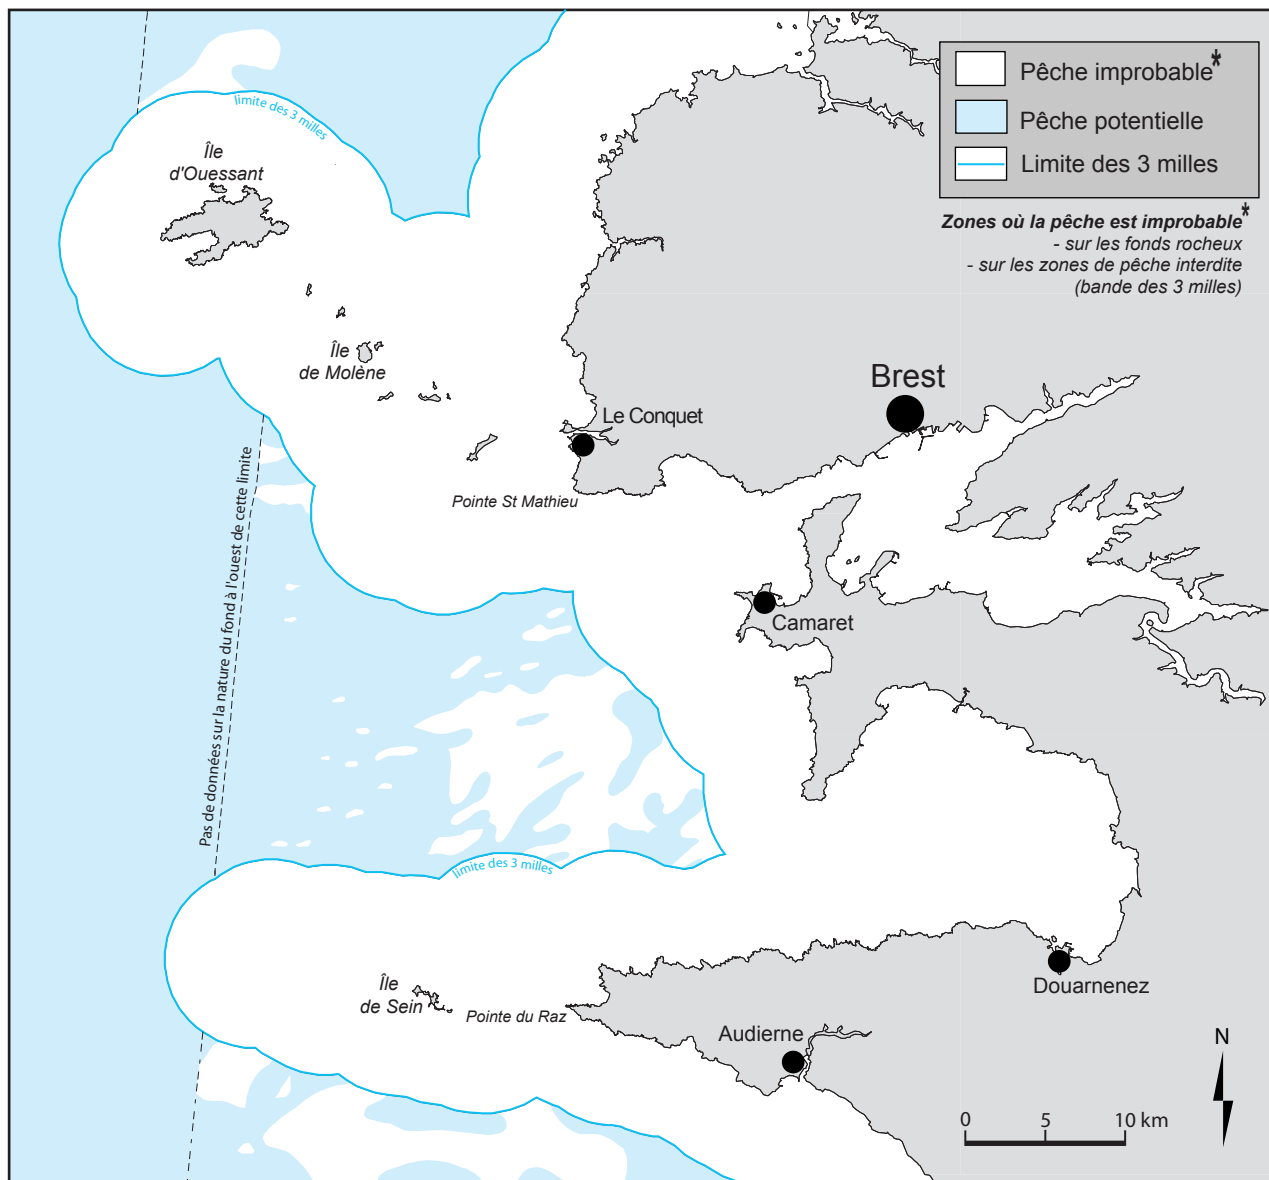 Pêche improbable*
Pêche potentielle
Limite des 3 milles
Zones où la pêche est improbable*
- sur les fonds rocheux
- sur les zones de pêche interdite
(bande des 3 milles)
limite des 3 milles
Île
d'Ouessant
Île
de Molène
Brest
Le Conquet
Pointe St Mathieu
Pas de données sur la nature du fond à l'ouest de cette limite
Camaret
limite des 3 milles
Île
de Sein
Pointe du Raz
Douarnenez
Audierne
N
0 5 10 km